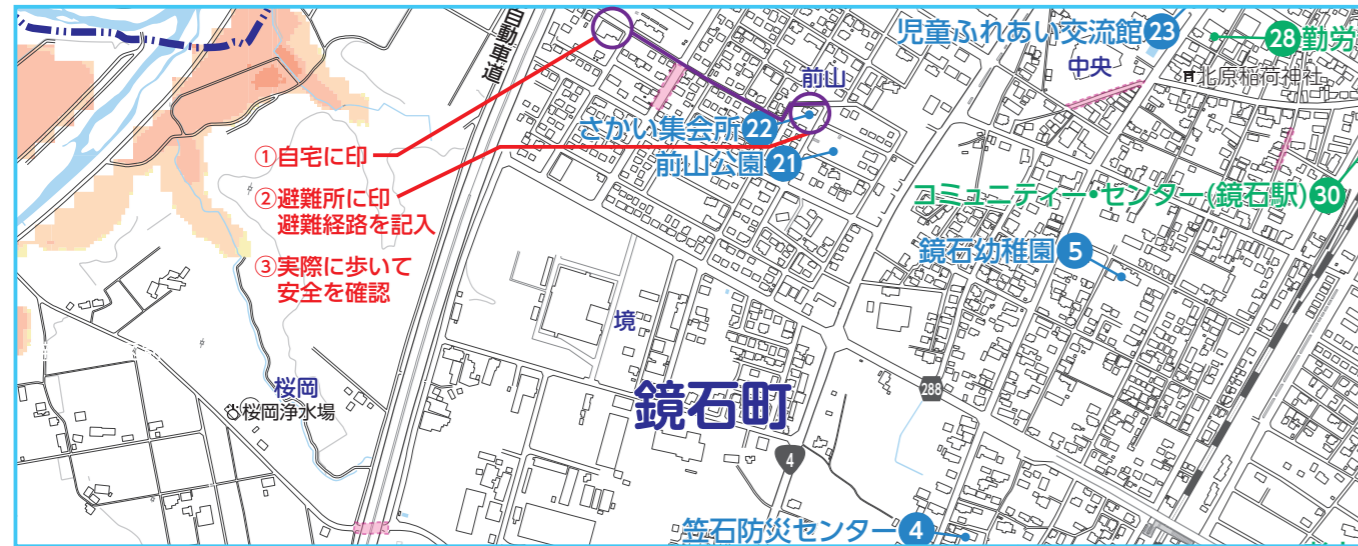 自動車道
児童ふれあい交流館 23
28 勤労
中央
北原稲荷神社
前山
さかい集会所 22
前山公園 21
①自宅に印
②避難所に印
避難経路を記入
③実際に歩いて
安全を確認
コミュニティー・センター(鏡石駅) 30
鏡石幼稚園 5
境
桜岡
桜岡浄水場
鏡石町
288
4
笠石防災センター 4